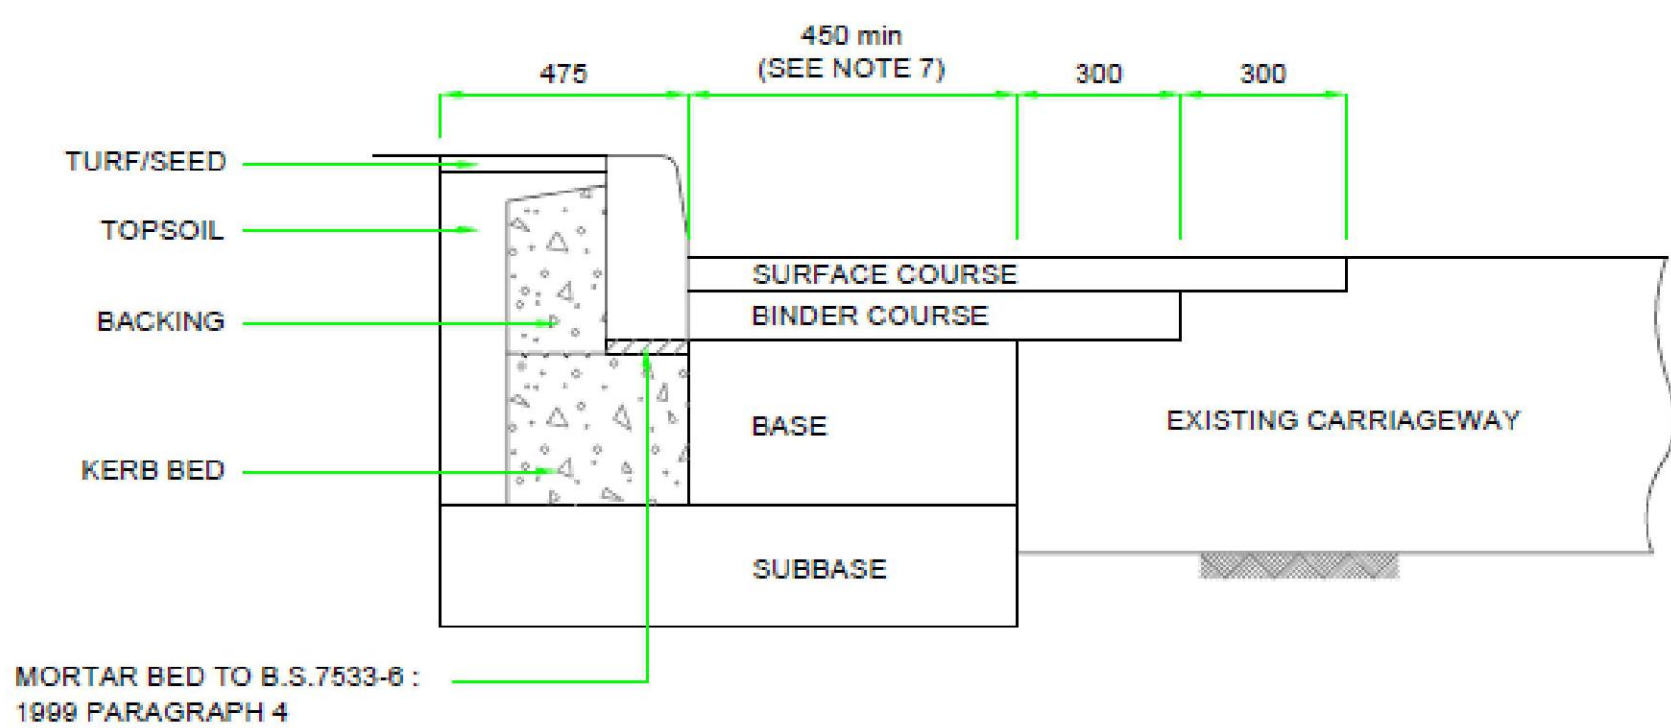 450 min
(SEE NOTE 7)
475
300
300
TURF/SEED
TOPSOIL
SURFACE COURSE
BACKING
BINDER COURSE
BASE
EXISTING CARRIAGEWAY
KERB BED
SUBBASE
MORTAR BED TO B.S.7533-6 :
1999 PARAGRAPH 4